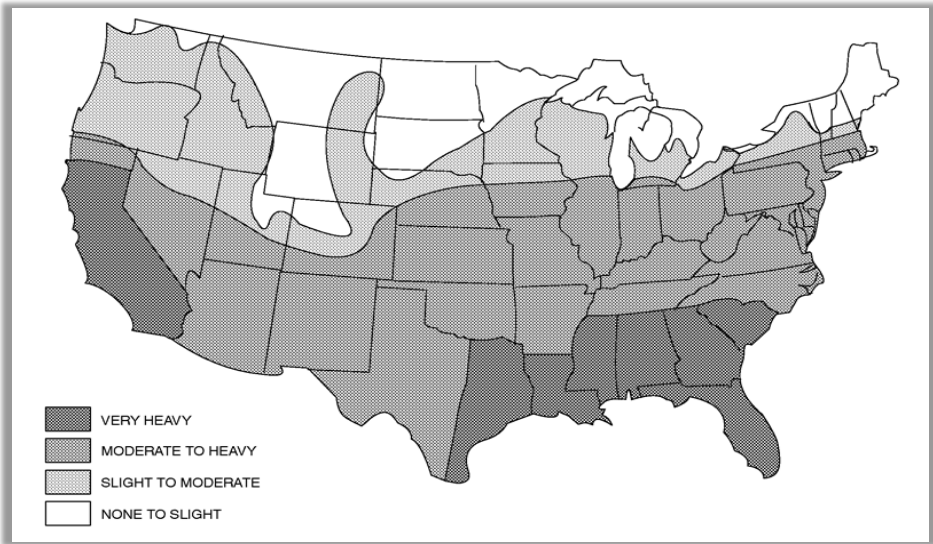 VERY HEAVY
MODERATE TO HEAVY
SLIGHT TO MODERATE
NONE TO SLIGHT